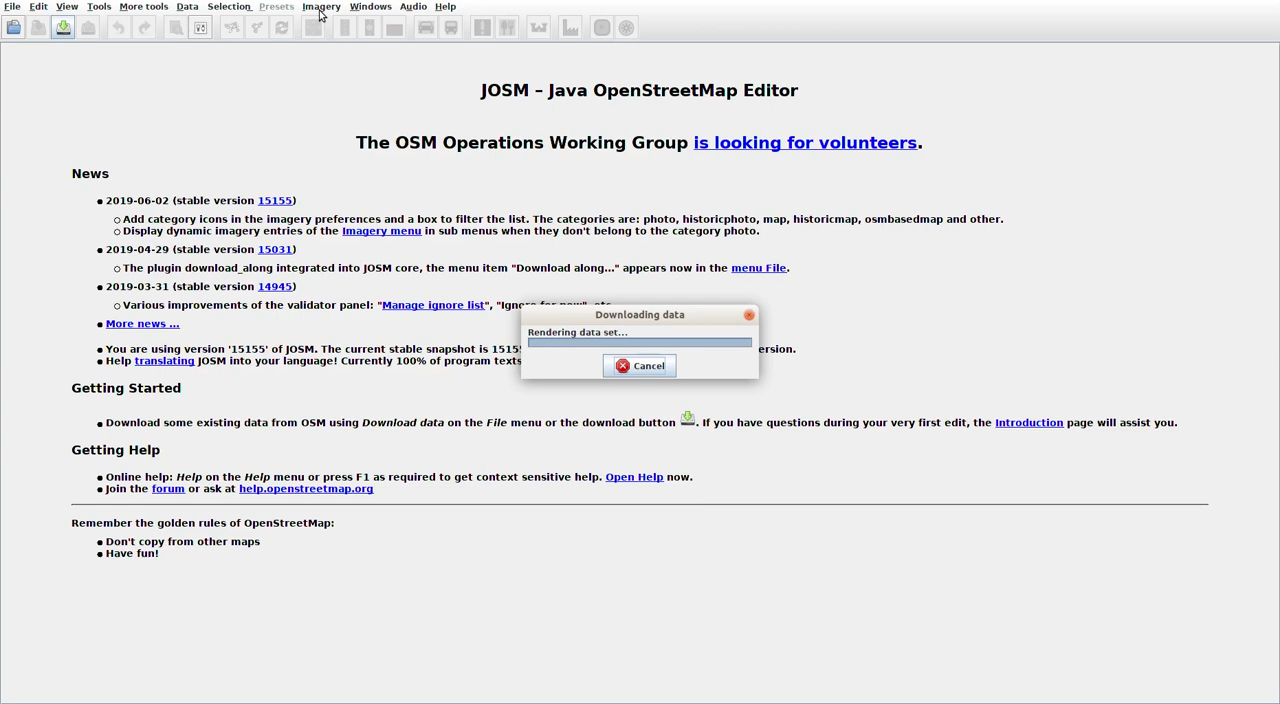 File Edit View Tools More tools Data Selection Presets Imagery Windows Audio Help
JOSM – Java OpenStreetMap Editor
The OSM Operations Working Group is looking for volunteers.
News
2019-06-02 (stable version 15155)
Add category icons in the imagery preferences and a box to filter the list. The categories are: photo, historicphoto, map, historicmap, osmbasedmap and other.
Display dynamic imagery entries of the Imagery menu in sub menus when they don't belong to the category photo.
2019-04-29 (stable version 15031)
The plugin download_along integrated into JOSM core, the menu item "Download along..." appears now in the menu File.
2019-03-31 (stable version 14945)
Various improvements of the validator panel: "Manage ignore list", "Ignore for now", etc.
Downloading data
Rendering data set...
Cancel
More news ...
You are using version '15155' of JOSM. The current stable snapshot is 1515 ersion.
Help translating JOSM into your language! Currently 100% of program texts
Getting Started
Download some existing data from OSM using Download data on the File menu or the download button . If you have questions during your very first edit, the Introduction page will assist you.
Getting Help
Online help: Help on the Help menu or press F1 as required to get context sensitive help. Open Help now.
Join the forum or ask at help.openstreetmap.org
Remember the golden rules of OpenStreetMap:
Don't copy from other maps
Have fun!